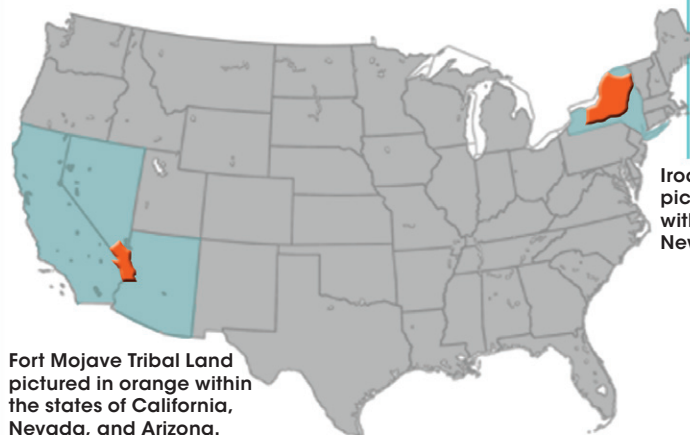 Fort Mojave Tribal Land
pictured in orange within
the states of California,
Nevada, and Arizona.